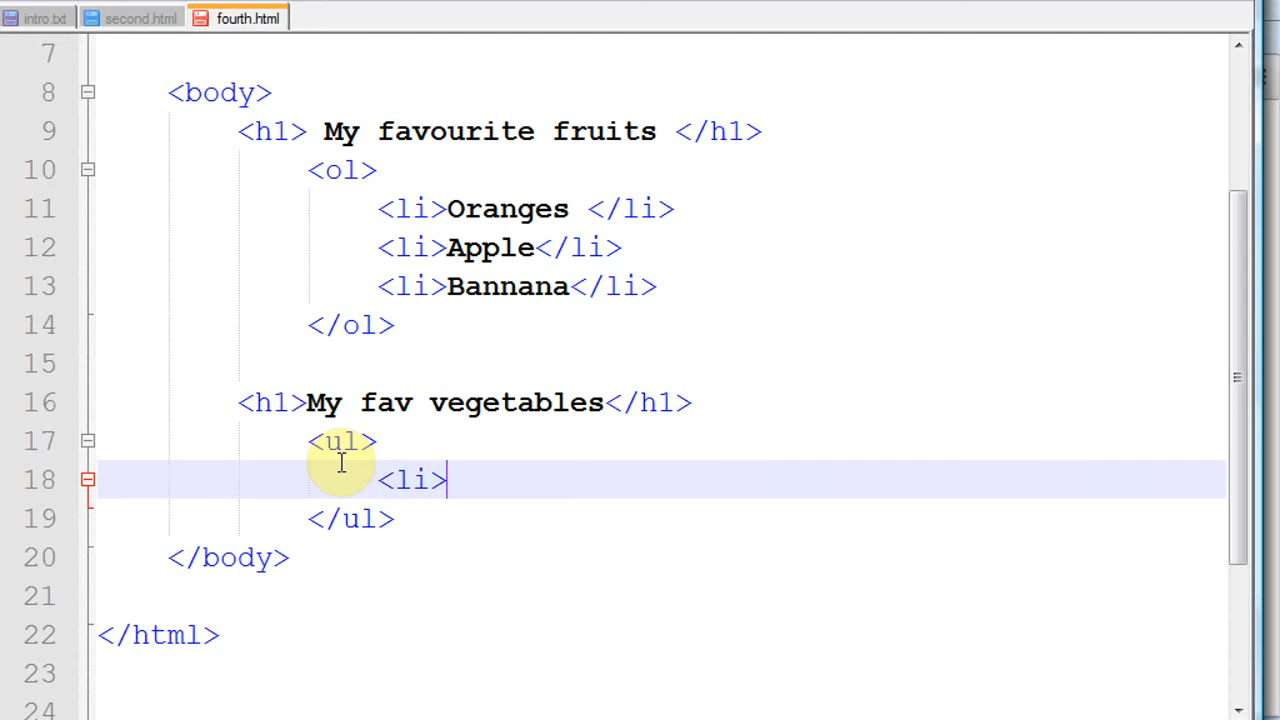 intro.txt second.html fourth.html
7
8 <body>
9 <h1> My favourite fruits </h1>
10 <ol>
11 <li>Oranges </li>
12 <li>Apple</li>
13 <li>Bannana</li>
14 </ol>
15
16 <h1>My fav vegetables</h1>
17 <ul>
18 <li>
19 </ul>
20 </body>
21
22 </html>
23
24